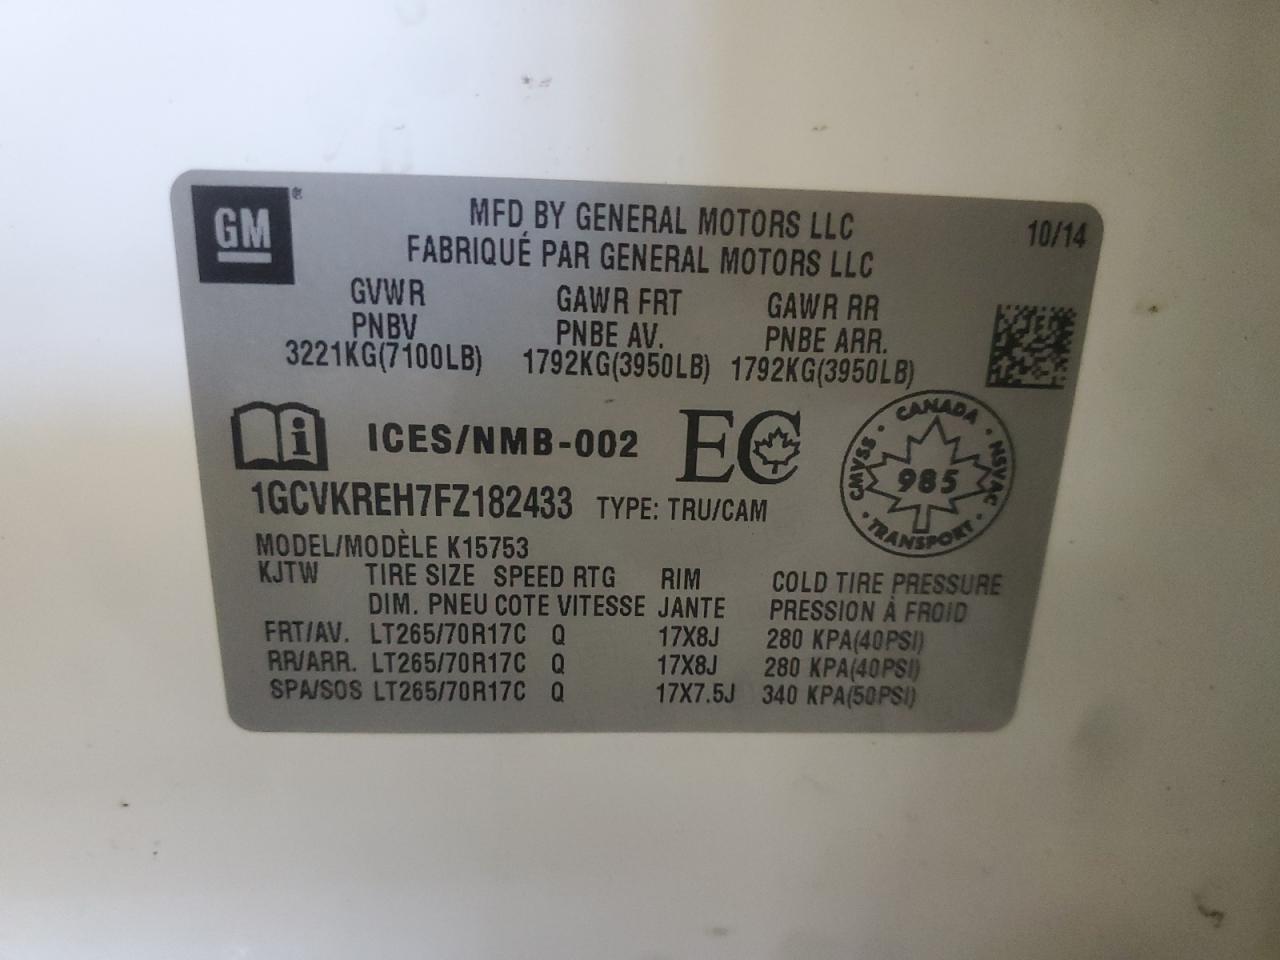 GM ®
MFD BY GENERAL MOTORS LLC
10/14
FABRIQUÉ PAR GENERAL MOTORS LLC
GVWR GAWR FRT GAWR RR
PNBV PNBE AV. PNBE ARR.
3221KG(7100LB) 1792KG(3950LB) 1792KG(3950LB)
i ICES/NMB-002 EC
CANADA
CMVSS · 985 · NSVAC
TRANSPORT
1GCVKREH7FZ182433 TYPE: TRU/CAM
MODEL/MODÈLE K15753
KJTW TIRE SIZE SPEED RTG RIM COLD TIRE PRESSURE
DIM. PNEU COTE VITESSE JANTE PRESSION À FROID
FRT/AV. LT265/70R17C Q 17X8J 280 KPA(40PSI)
RR/ARR. LT265/70R17C Q 17X8J 280 KPA(40PSI)
SPA/SOS LT265/70R17C Q 17X7.5J 340 KPA(50PSI)